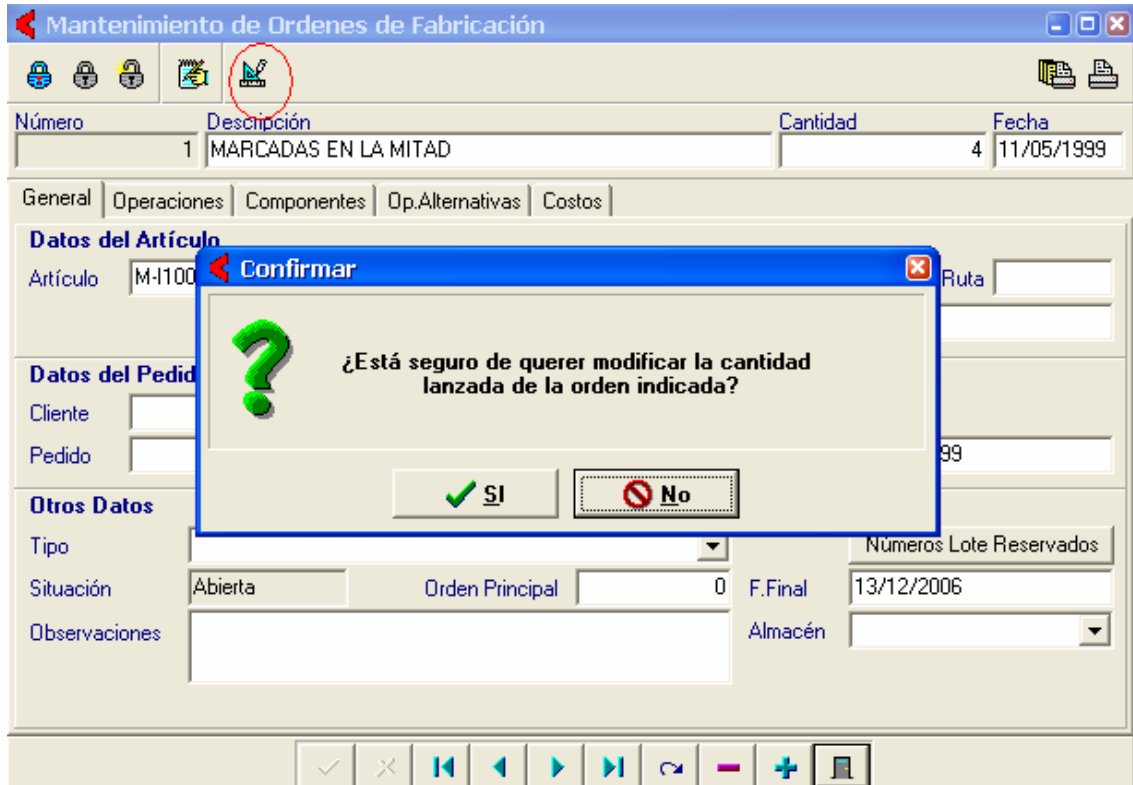 Mantenimiento de Ordenes de Fabricación
Número Descripción Cantidad Fecha
1 MARCADAS EN LA MITAD 4 11/05/1999
General Operaciones Componentes Op.Alternativas Costos
Datos del Artículo
Artículo M-I100 Ruta
Confirmar
¿Está seguro de querer modificar la cantidad
lanzada de la orden indicada?
SI No
Datos del Pedid
Cliente
Pedido 99
Otros Datos
Tipo Números Lote Reservados
Situación Abierta Orden Principal 0 F.Final 13/12/2006
Observaciones Almacén